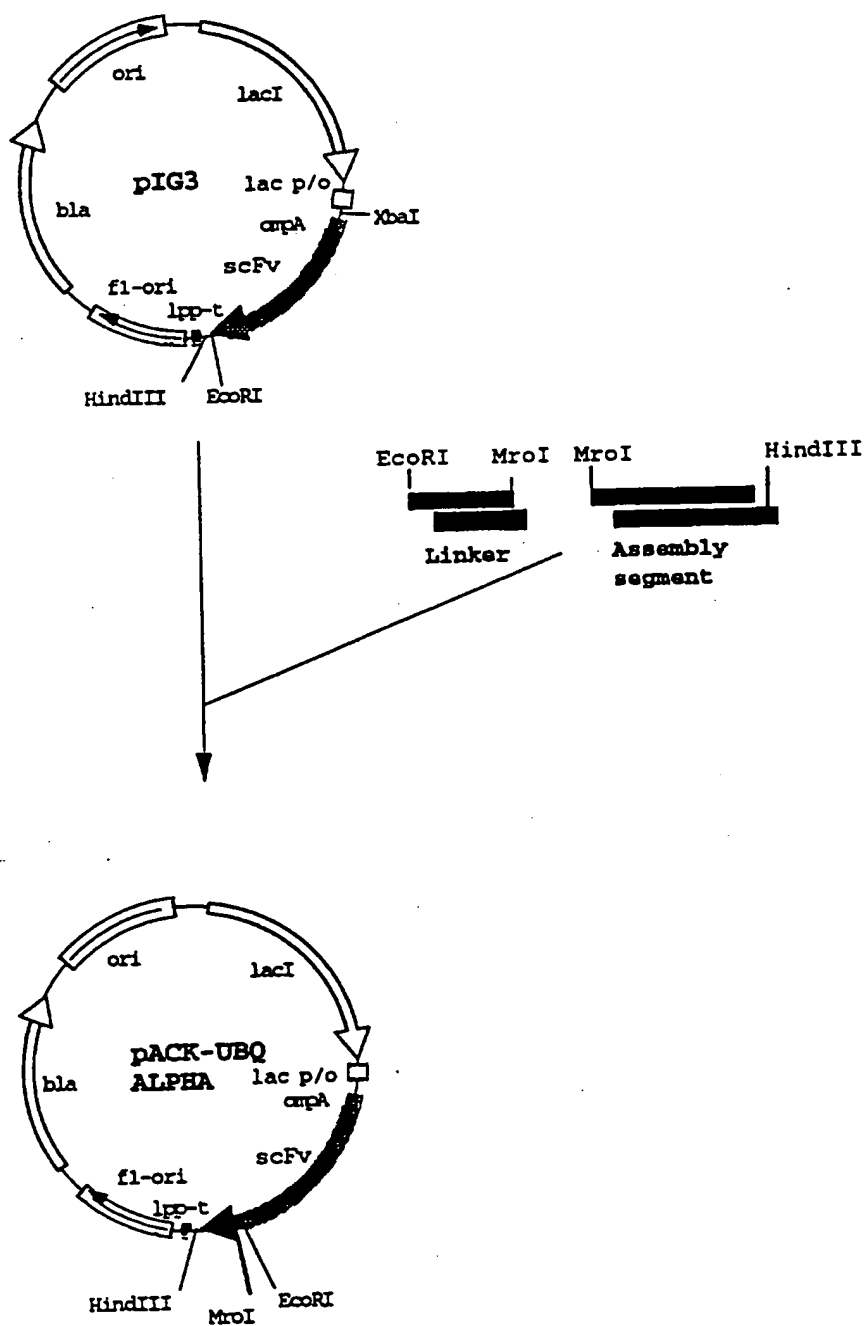 ori
lacI
pIG3
lac p/o
ompA
XbaI
bla
scFv
f1-ori
lpp-t
HindIII EcoRI
EcoRI MroI MroI HindIII
Linker
Assembly
segment
ori
lacI
pACK-UBQ
ALPHA
lac p/o
bla
ompA
scFv
f1-ori
lpp-t
HindIII
MroI
EcoRI